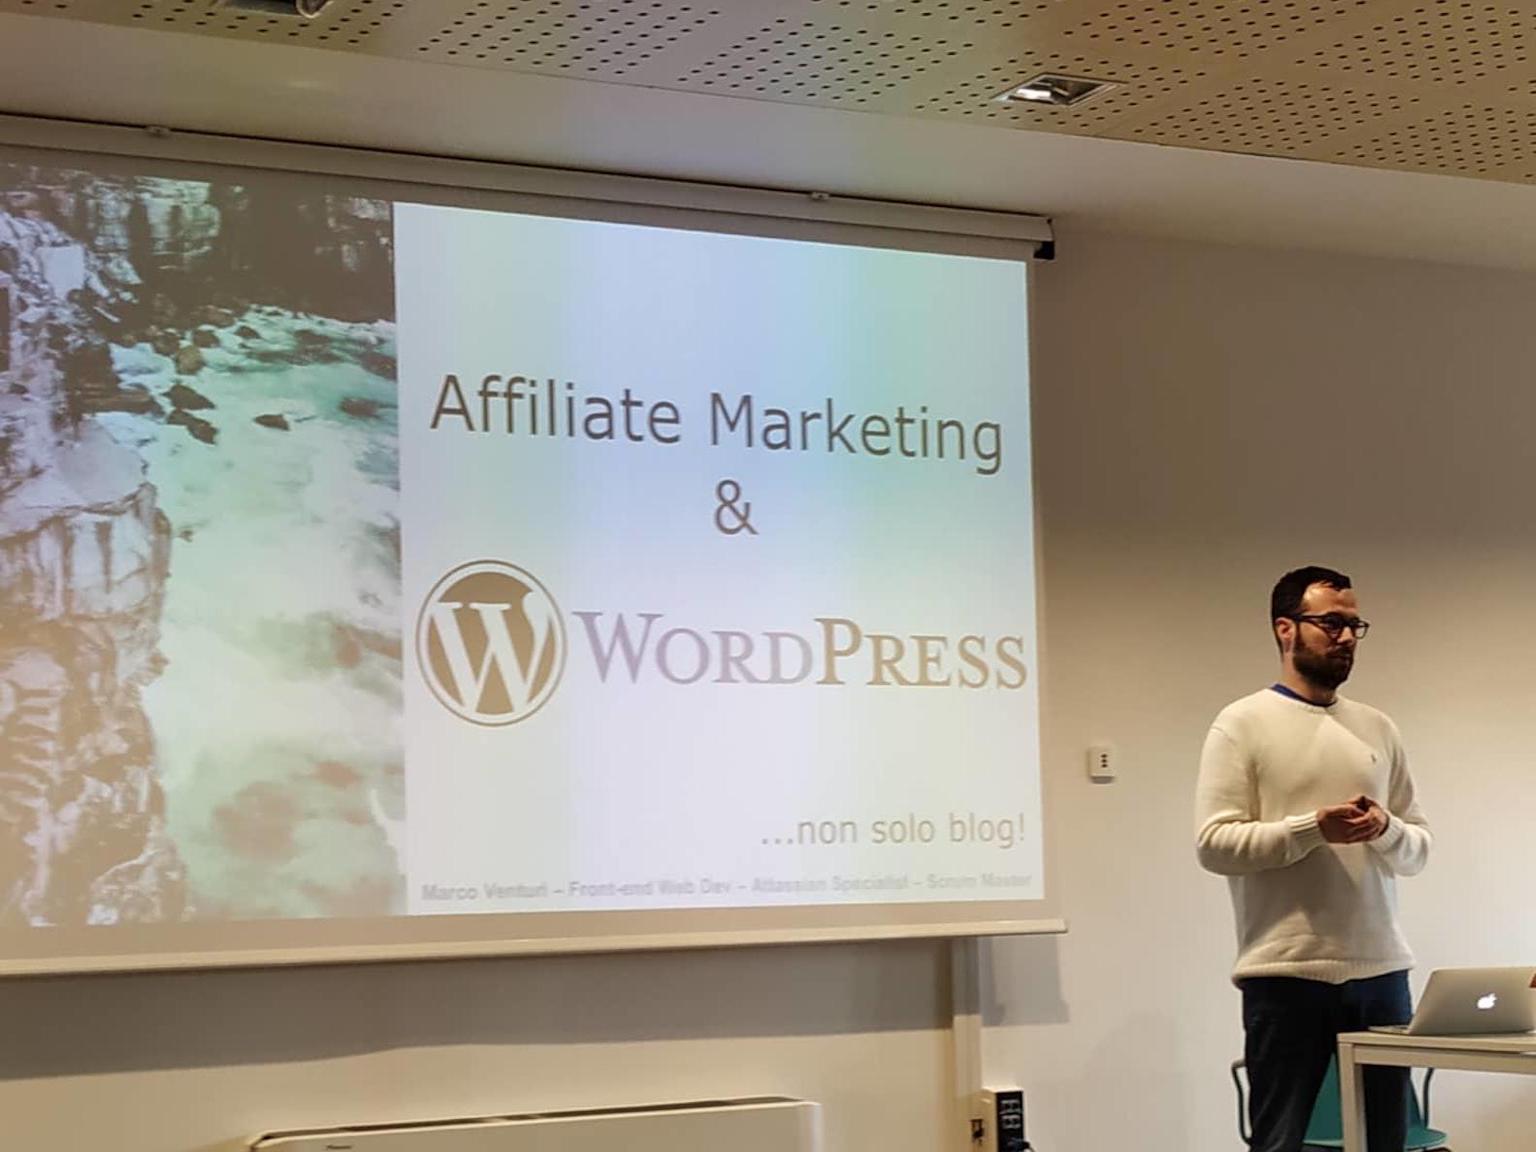 Affiliate Marketing
&
W WORDPRESS
...non solo blog!
Marco Venturi – Front-end Web Dev – Atlassian Specialist – Scrum Master